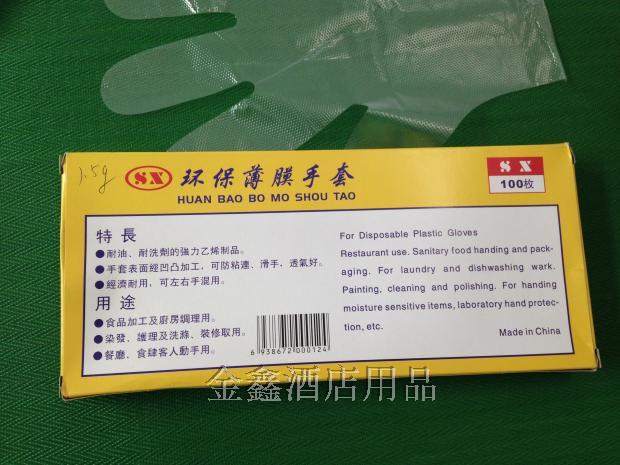 1.5g
SX
环保薄膜手套
HUAN BAO BO MO SHOU TAO
SX
100枚
特長
●耐油、耐洗劑的強力乙烯制品。
●手套表面經凹凸加工，可防粘連、滑手，透氣好。
●經濟耐用，可左右手混用。
用途
●食品加工及厨房調理用。
●染發、護理及洗滌、裝修取用。
●餐廳、食肆客人動手用。
6 938672 000124
For Disposable Plastic Gloves
Restaurant use. Sanitary food handing and pack-
aging. For laundry and dishwashing wark.
Painting, cleaning and polishing. For handing
moisture sensitive items, laboratory hand protec-
tion, etc.
Made in China
金鑫酒店用品